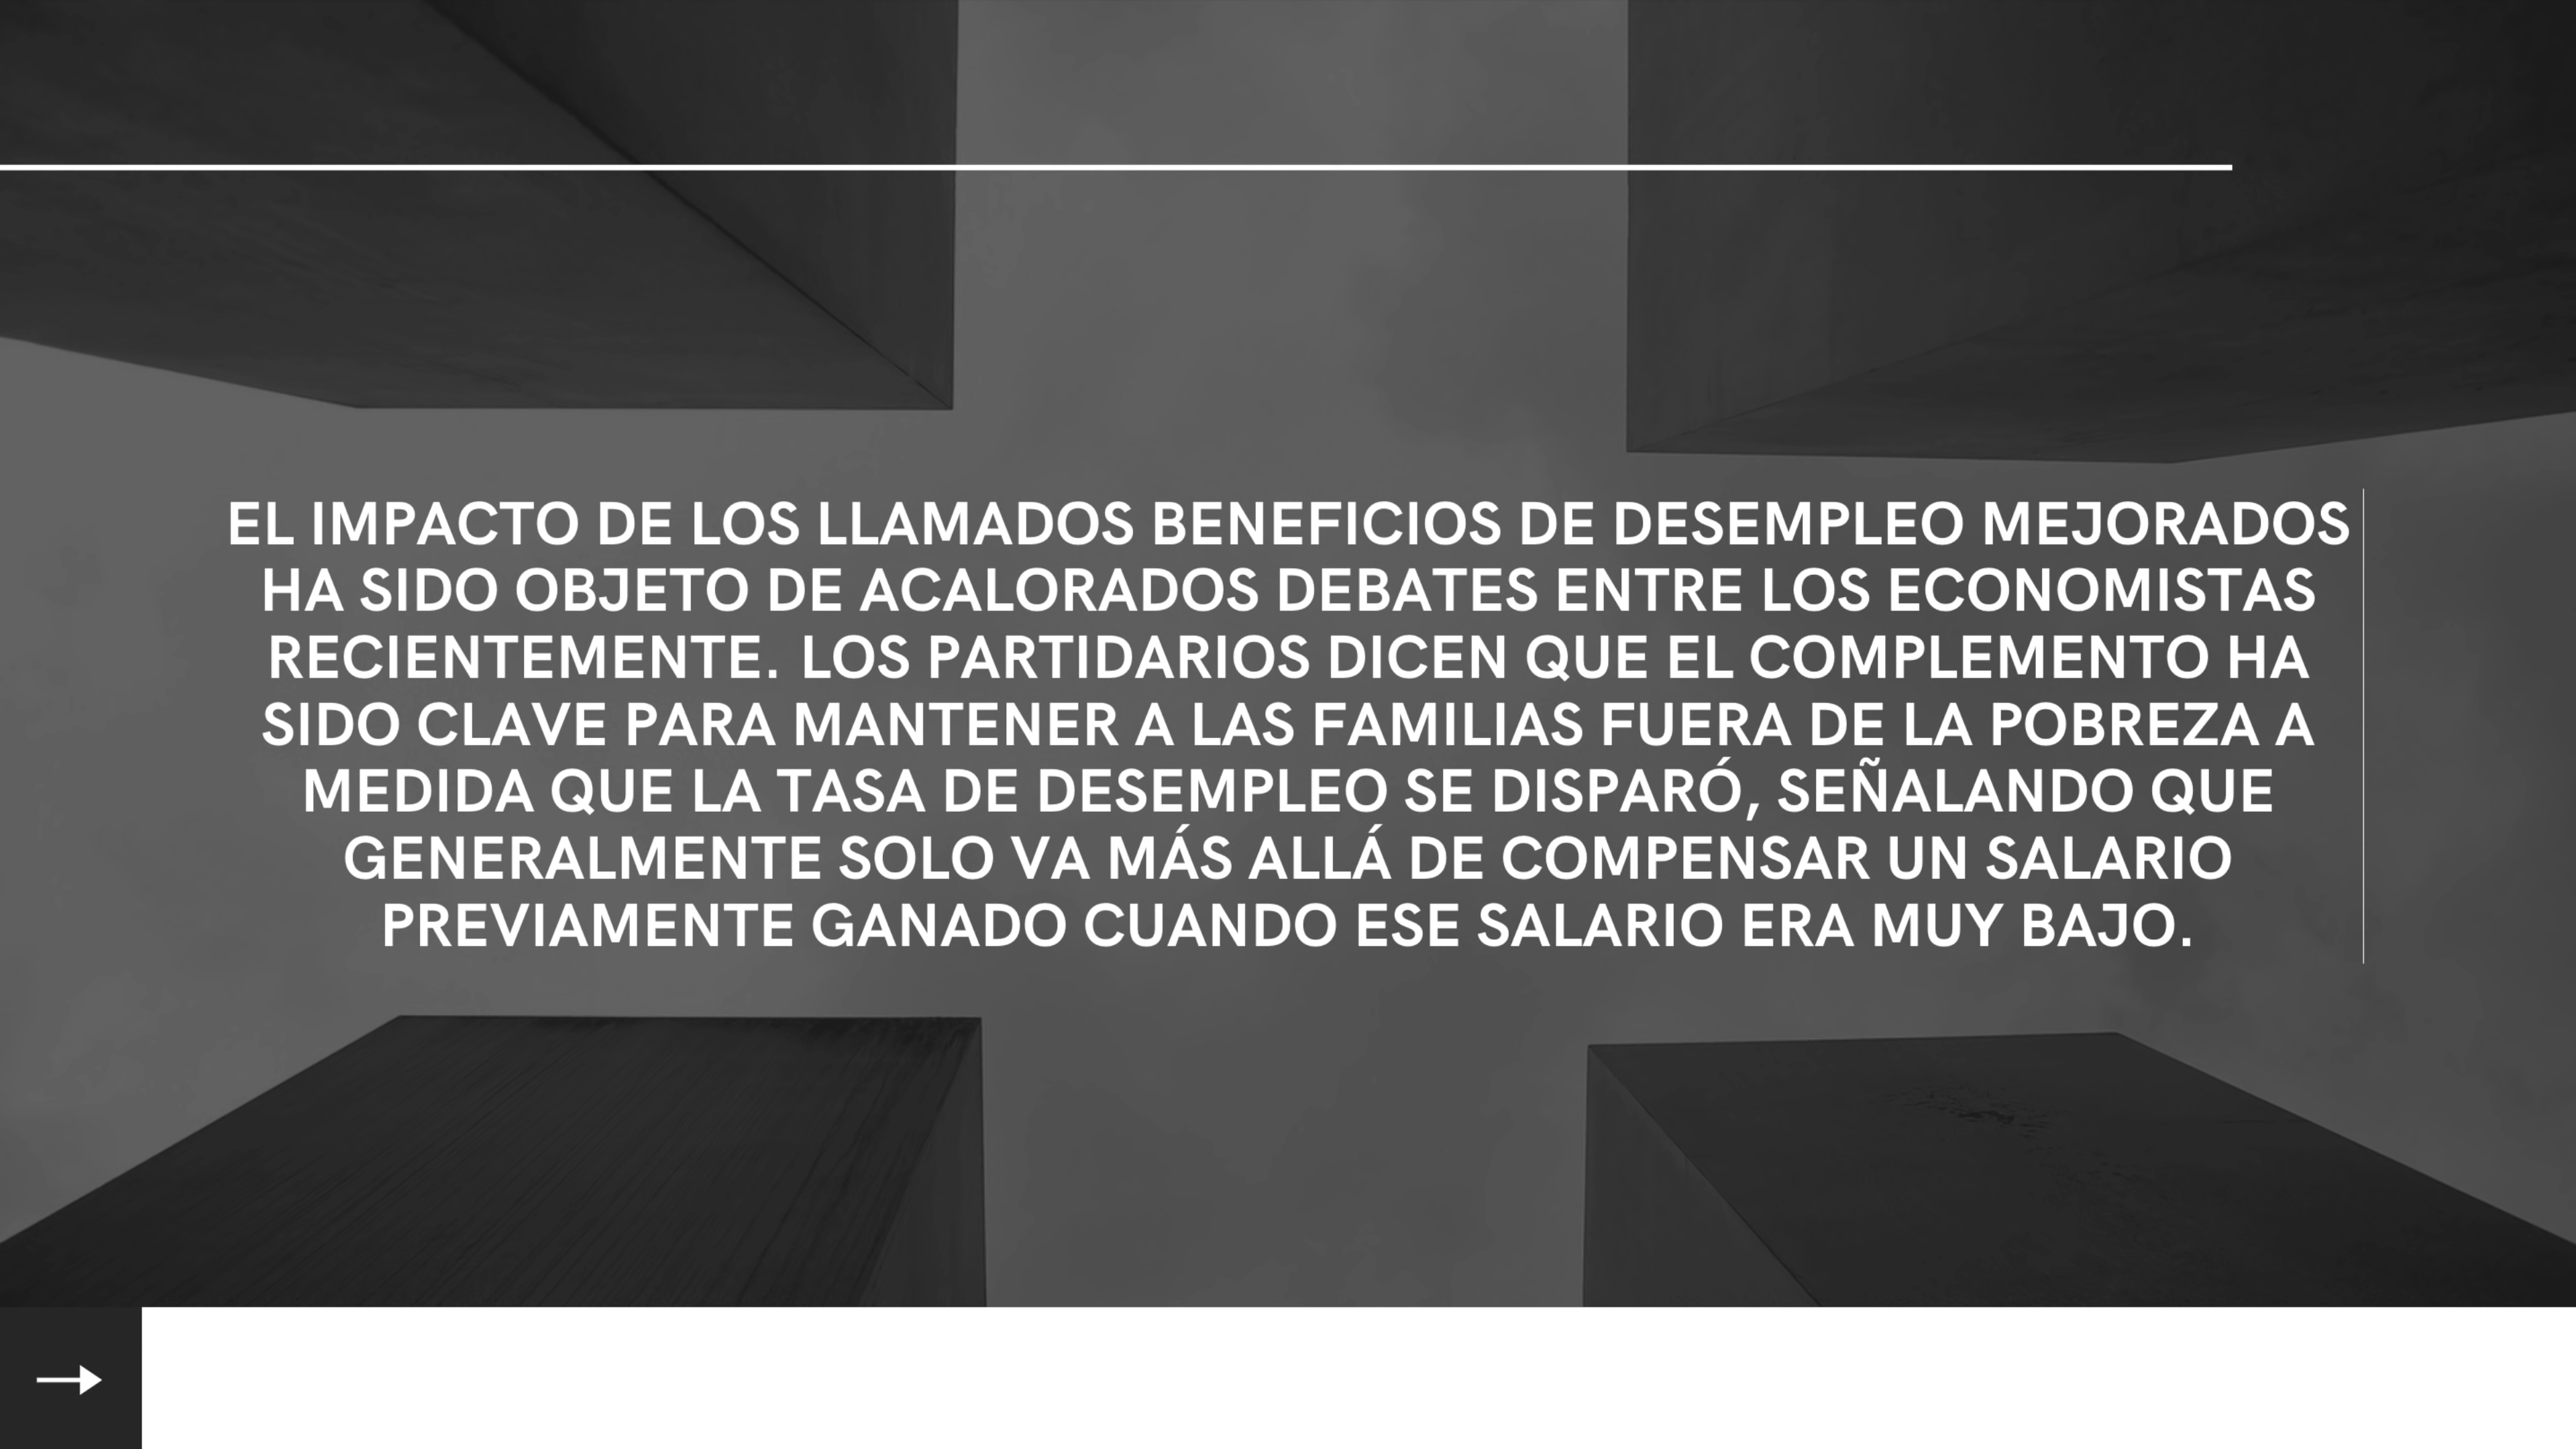 EL IMPACTO DE LOS LLAMADOS BENEFICIOS DE DESEMPLEO MEJORADOS
HA SIDO OBJETO DE ACALORADOS DEBATES ENTRE LOS ECONOMISTAS
RECIENTEMENTE. LOS PARTIDARIOS DICEN QUE EL COMPLEMENTO HA
SIDO CLAVE PARA MANTENER A LAS FAMILIAS FUERA DE LA POBREZA A
MEDIDA QUE LA TASA DE DESEMPLEO SE DISPARÓ, SEÑALANDO QUE
GENERALMENTE SOLO VA MÁS ALLÁ DE COMPENSAR UN SALARIO
PREVIAMENTE GANADO CUANDO ESE SALARIO ERA MUY BAJO.